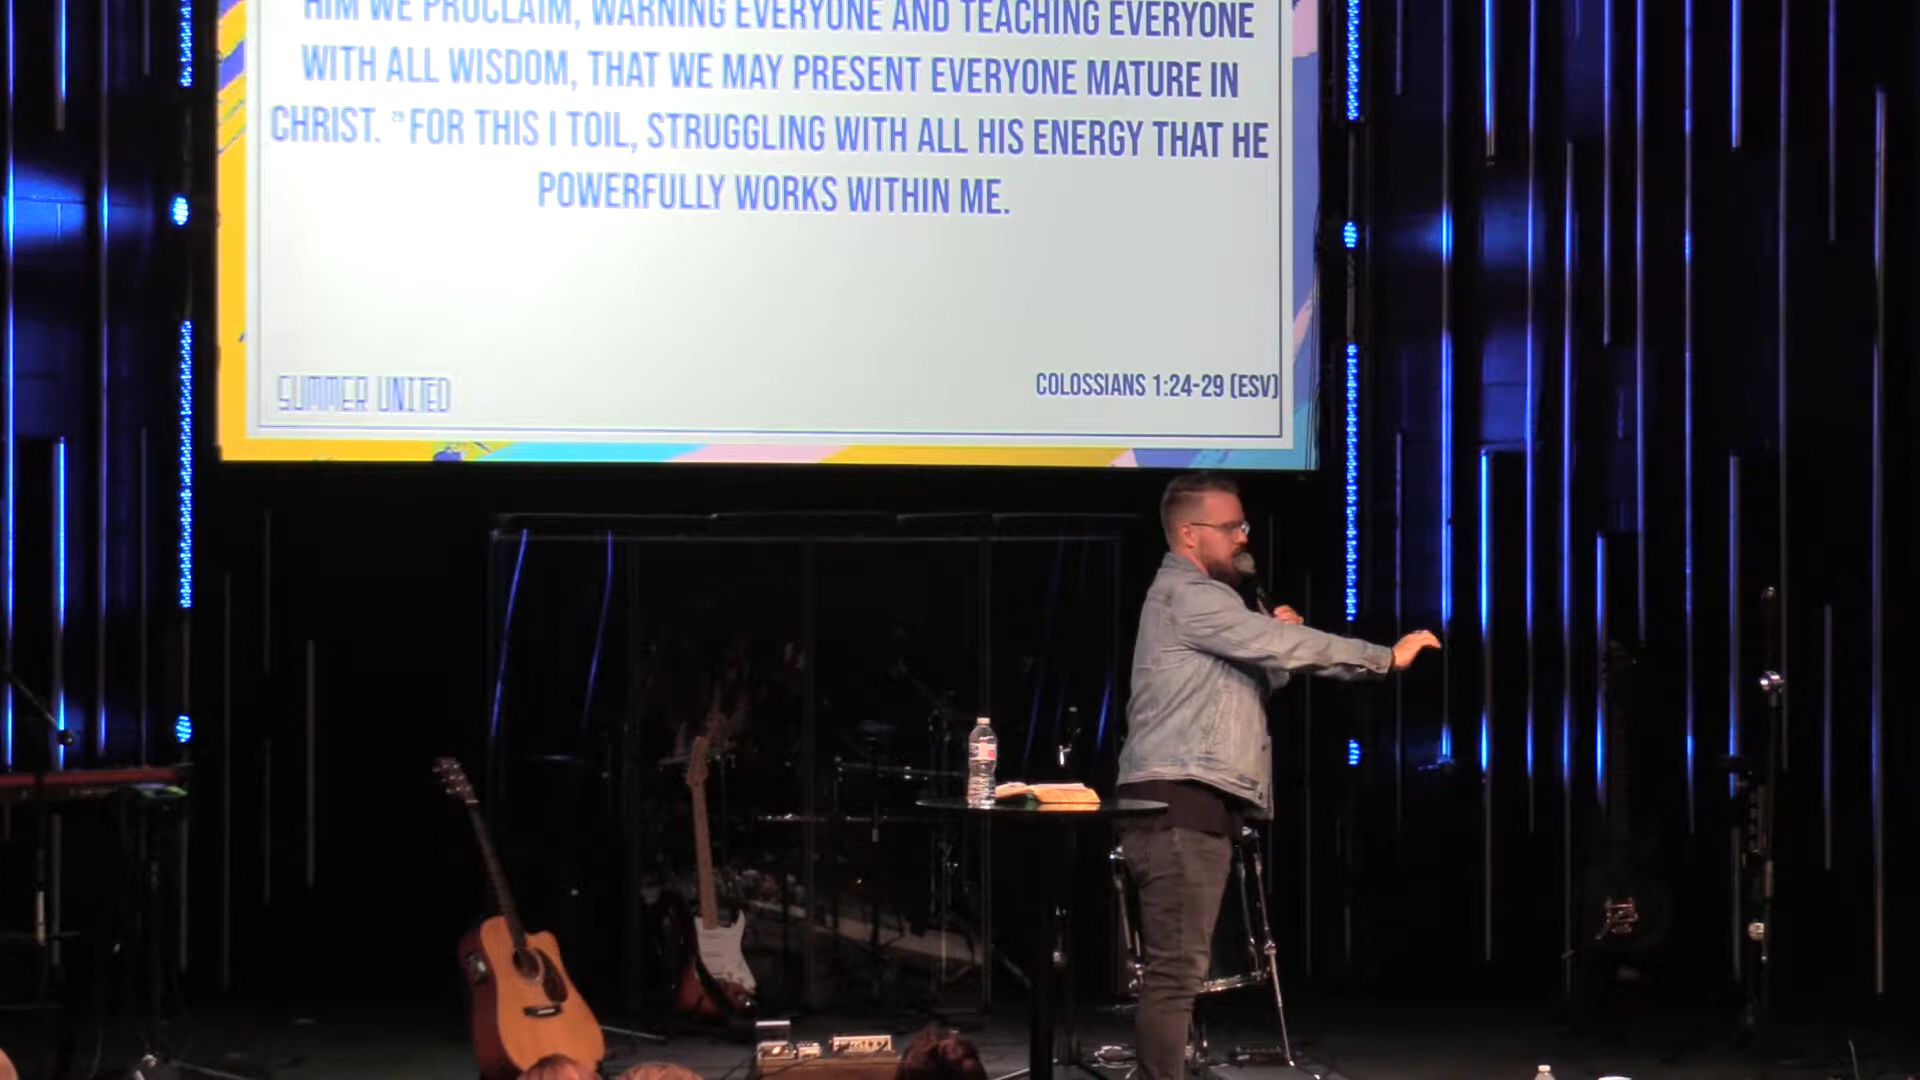 HIM WE PROCLAIM, WARNING EVERYONE AND TEACHING EVERYONE
WITH ALL WISDOM, THAT WE MAY PRESENT EVERYONE MATURE IN
CHRIST. 29 FOR THIS I TOIL, STRUGGLING WITH ALL HIS ENERGY THAT HE
POWERFULLY WORKS WITHIN ME.
SUMMER UNITED
COLOSSIANS 1:24-29 (ESV)